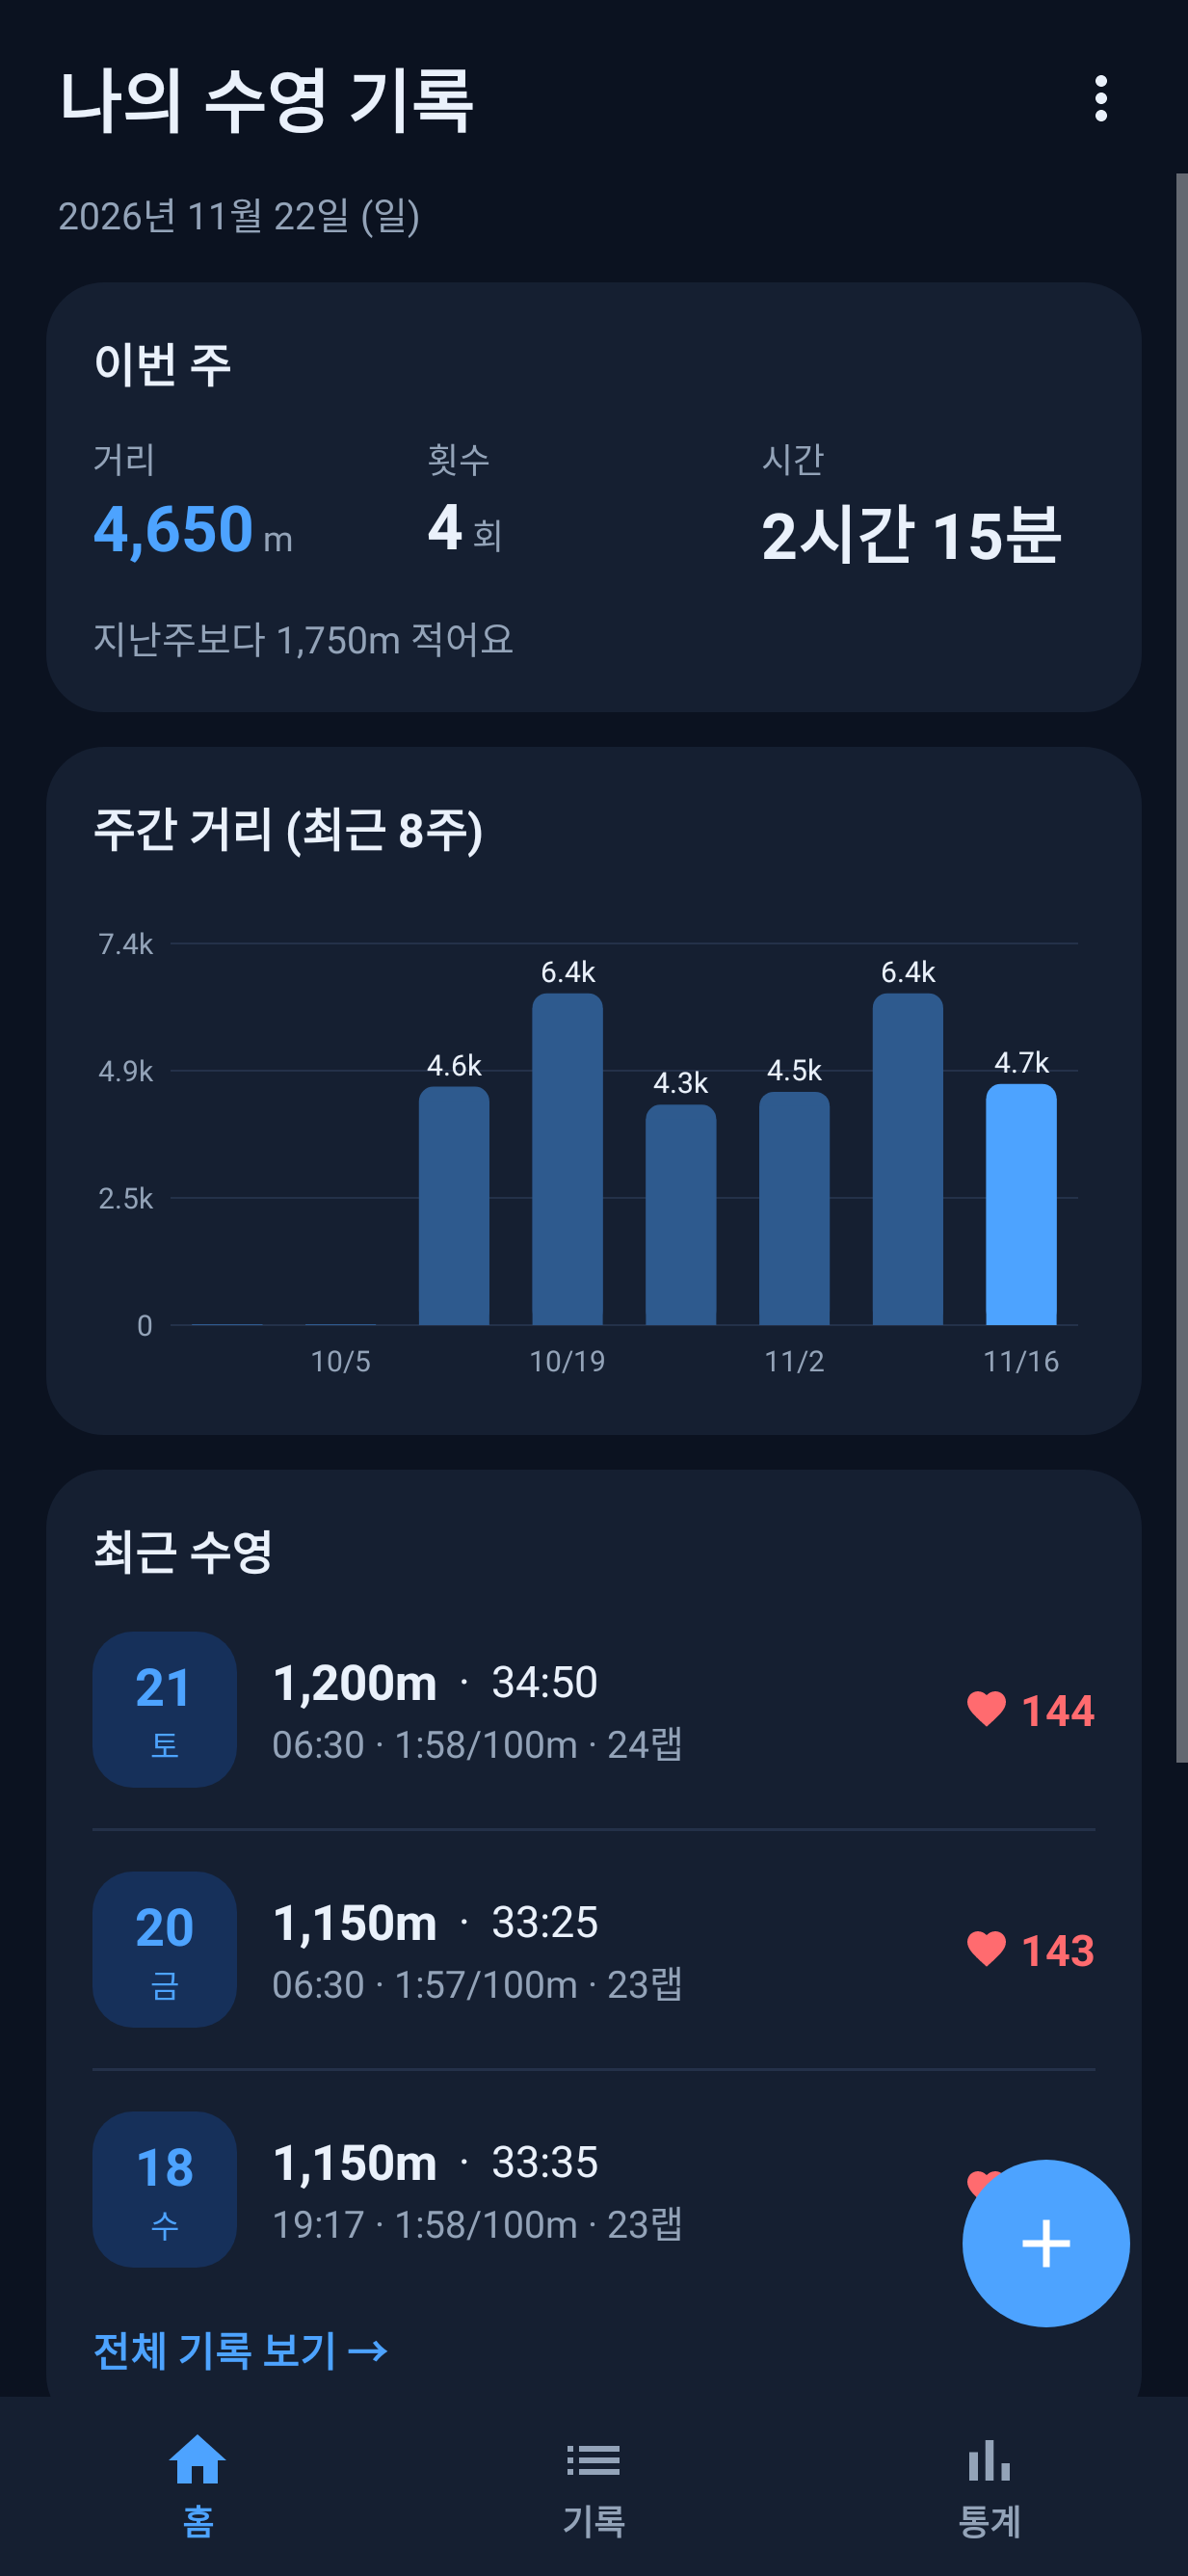 나의 수영 기록
2026년 11월 22일 (일)
이번 주
거리 횟수 시간
4,650 m 4 회 2시간 15분
지난주보다 1,750m 적어요
주간 거리 (최근 8주)
7.4k
6.4k 6.4k
4.9k 4.6k 4.3k 4.5k 4.7k
2.5k
0
10/5 10/19 11/2 11/16
최근 수영
21 1,200m · 34:50
토 06:30 · 1:58/100m · 24랩 144
20 1,150m · 33:25
금 06:30 · 1:57/100m · 23랩 143
18 1,150m · 33:35
수 19:17 · 1:58/100m · 23랩
전체 기록 보기 →
홈 기록 통계